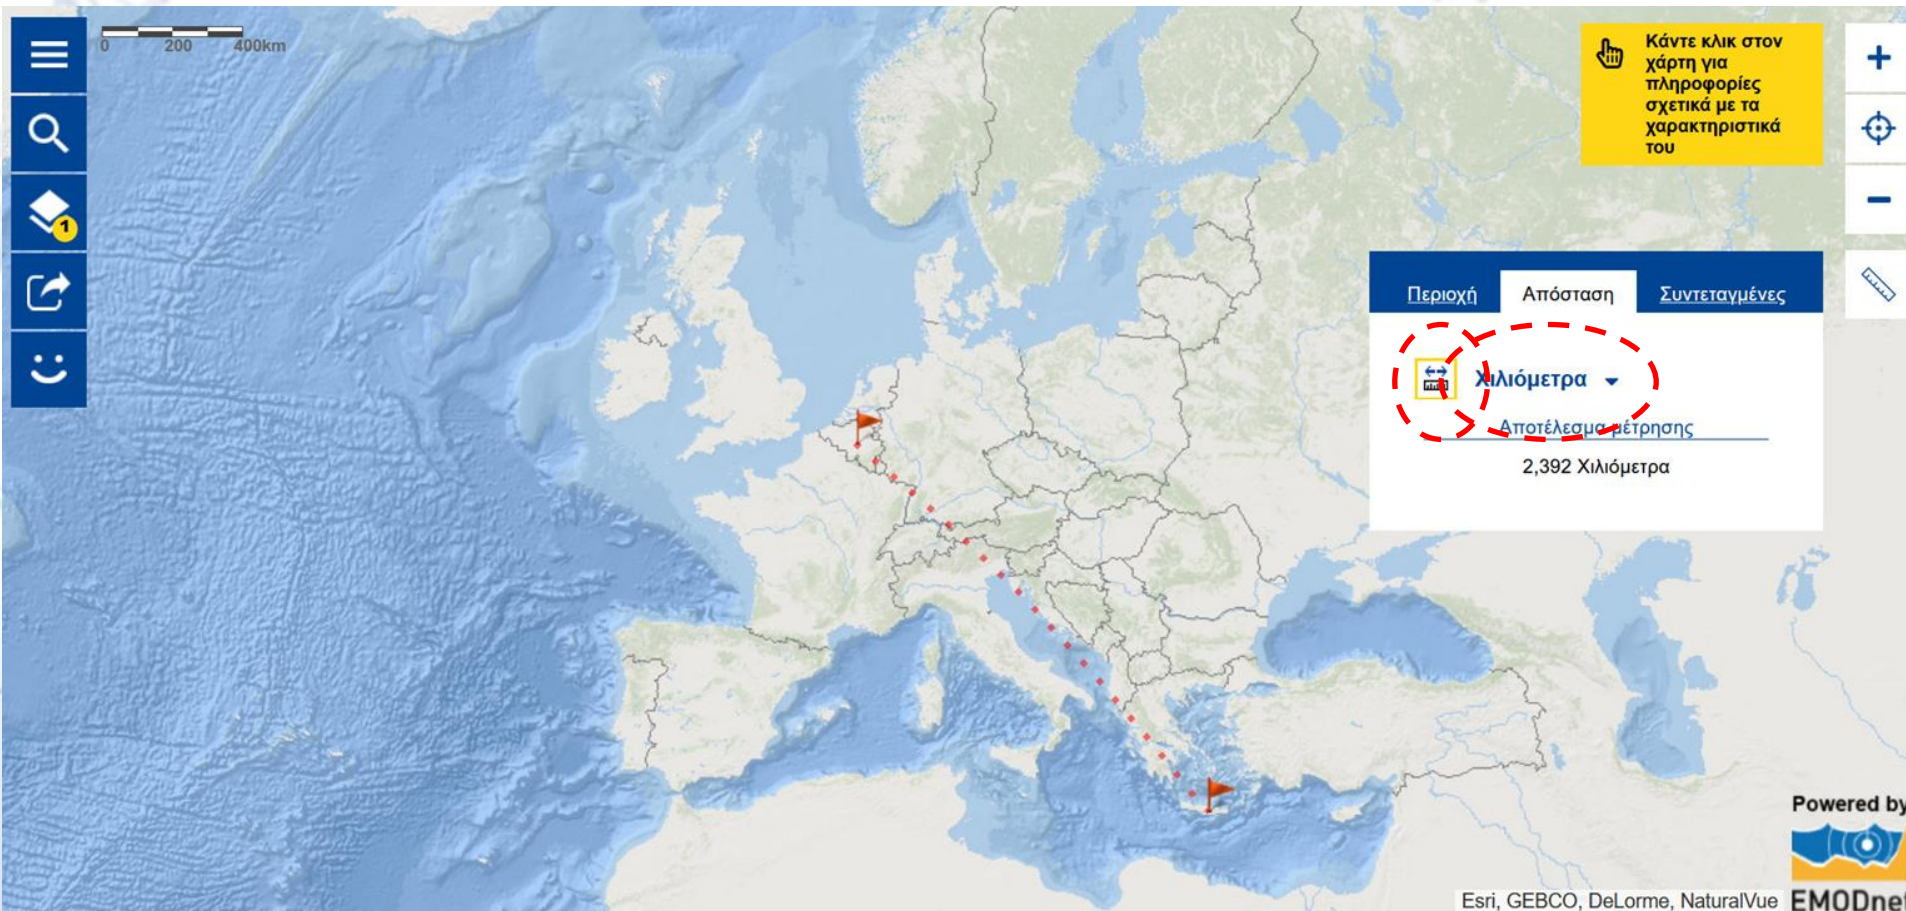 0 200 400km
Κάντε κλικ στον
χάρτη για
πληροφορίες
σχετικά με τα
χαρακτηριστικά
του
1
Περιοχή Απόσταση Συντεταγμένες
Χιλιόμετρα
Αποτέλεσμα μέτρησης
2,392 Χιλιόμετρα
Powered by
EMODnet
Esri, GEBCO, DeLorme, NaturalVue